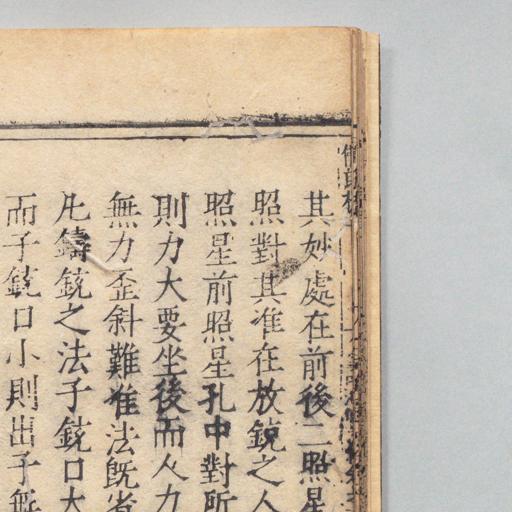 其妙處在前後二照星
照對其准在放銃之人
照星前照星孔中對所
則力大要坐後而人力
無力歪斜難准法旣省
凢鑄銃之法子銃口大
而子銃口小則出子無